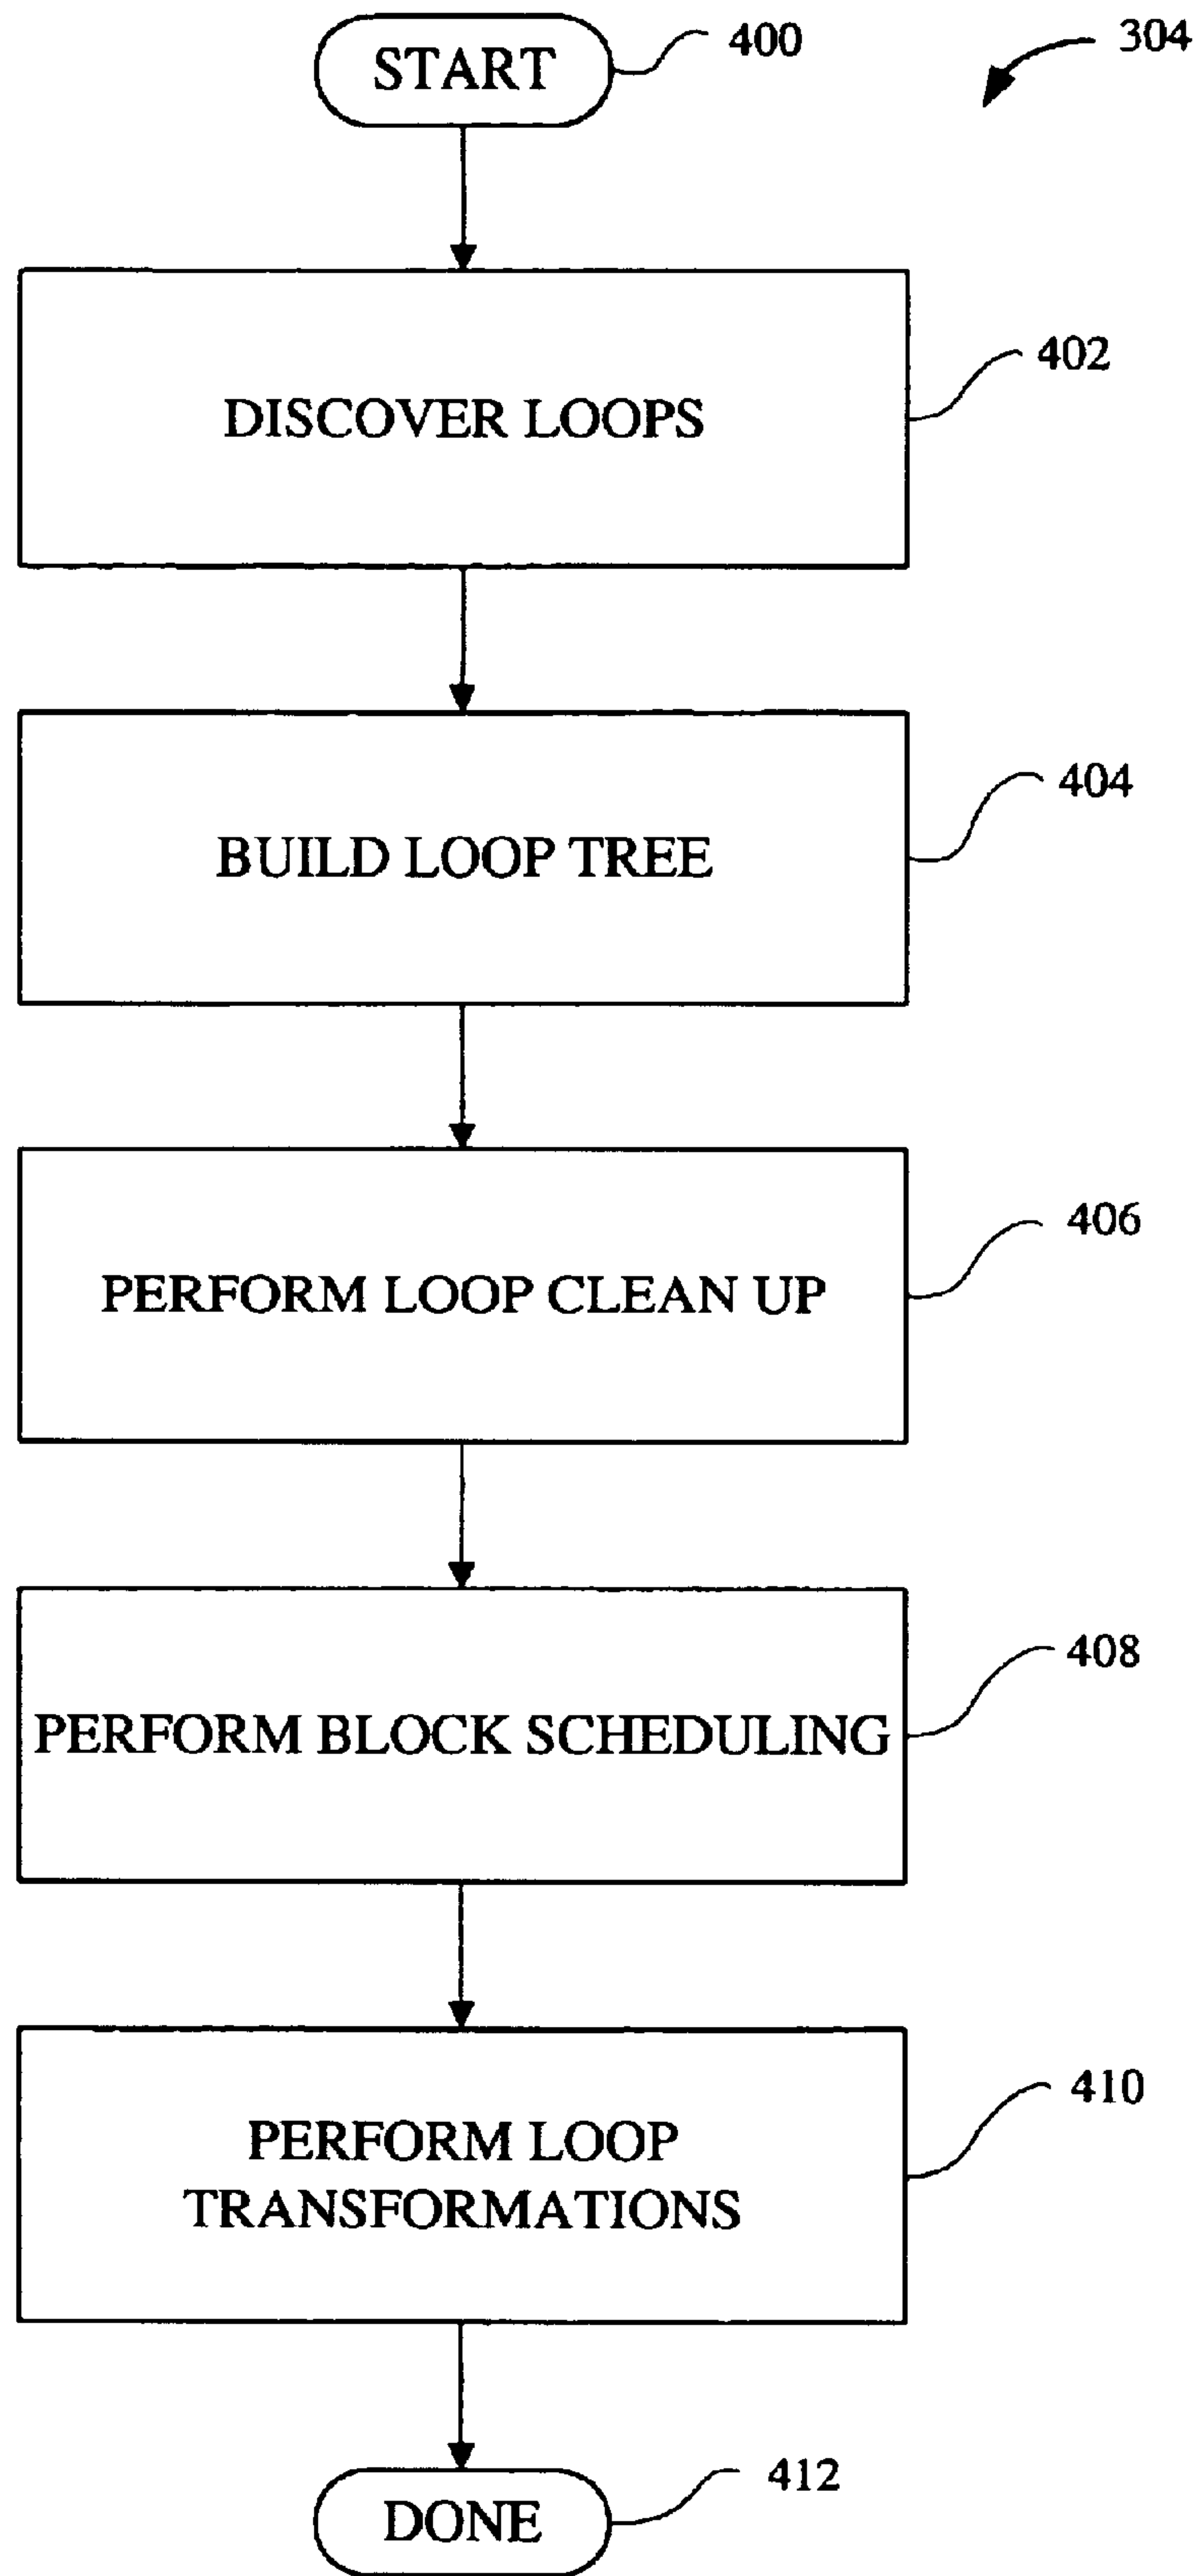 START
400
304
DISCOVER LOOPS
402
BUILD LOOP TREE
404
PERFORM LOOP CLEAN UP
406
PERFORM BLOCK SCHEDULING
408
PERFORM LOOP
TRANSFORMATIONS
410
DONE
412